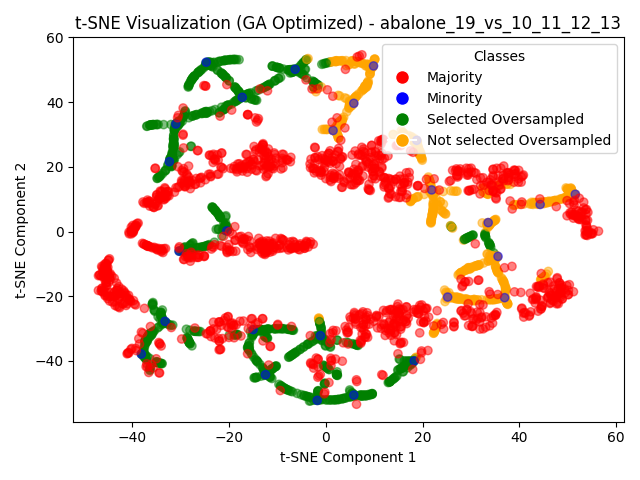 t-SNE Visualization (GA Optimized) - abalone_19_vs_10_11_12_13
60
40
20
0
−20
−40
t-SNE Component 2
Classes
Majority
Minority
Selected Oversampled
Not selected Oversampled
−40
−20
0
20
40
60
t-SNE Component 1